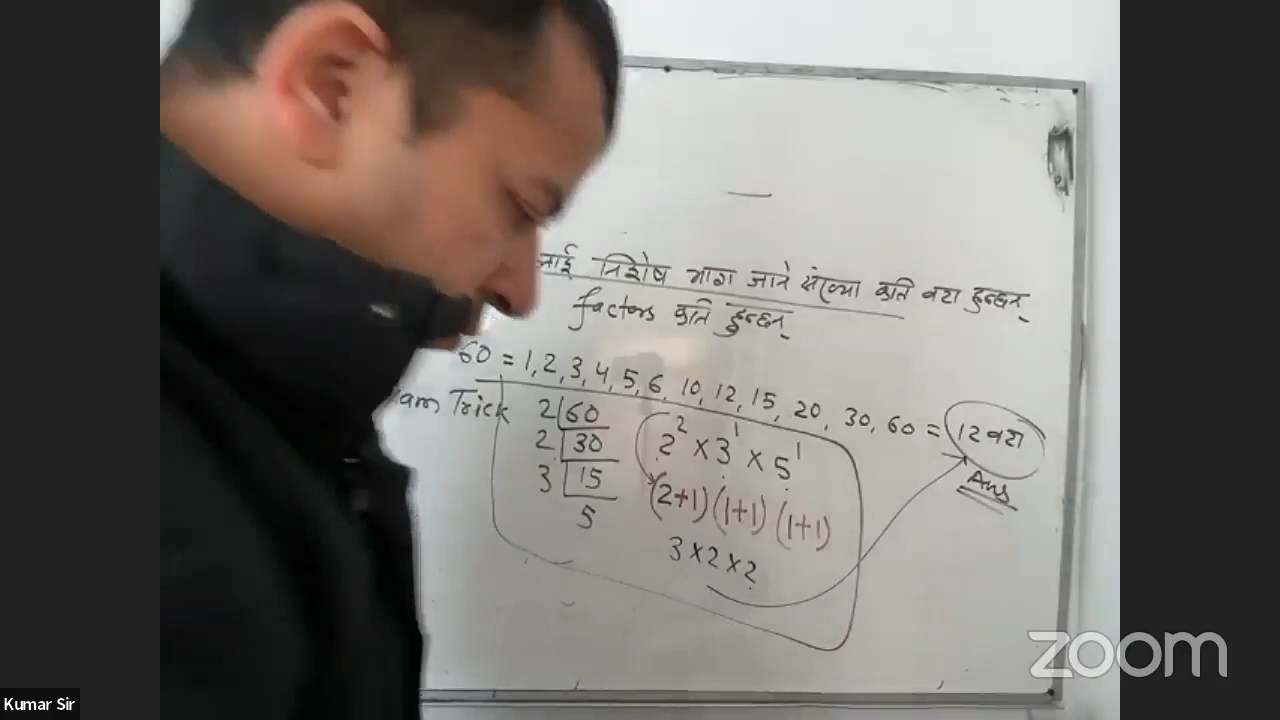 लाई निशेष भाग जाने संख्या कति वटा हुन्छन्
factors कति हुन्छन्
60 = 1, 2, 3, 4, 5, 6, 10, 12, 15, 20, 30, 60 = 12 वटा
Ans
Trick
2 60
2 30
3 15
5
2² × 3¹ × 5¹
(2+1) (1+1) (1+1)
3 × 2 × 2
zoom
Kumar Sir